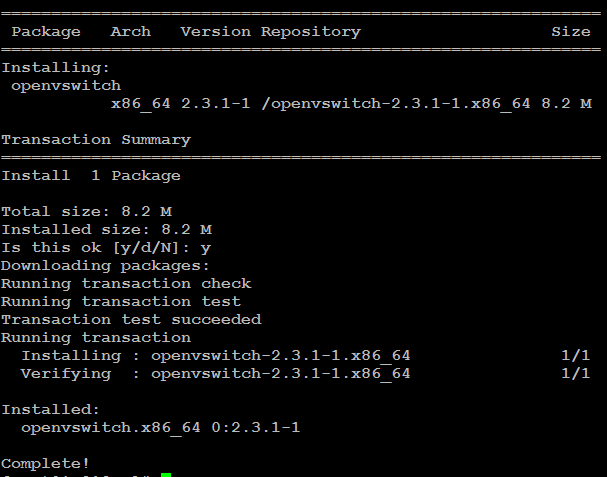 ================================================================
Package Arch Version Repository Size
================================================================
Installing:
openvswitch
x86_64 2.3.1-1 /openvswitch-2.3.1-1.x86_64 8.2 M
Transaction Summary
================================================================
Install 1 Package
Total size: 8.2 M
Installed size: 8.2 M
Is this ok [y/d/N]: y
Downloading packages:
Running transaction check
Running transaction test
Transaction test succeeded
Running transaction
Installing : openvswitch-2.3.1-1.x86_64 1/1
Verifying : openvswitch-2.3.1-1.x86_64 1/1
Installed:
openvswitch.x86_64 0:2.3.1-1
Complete!